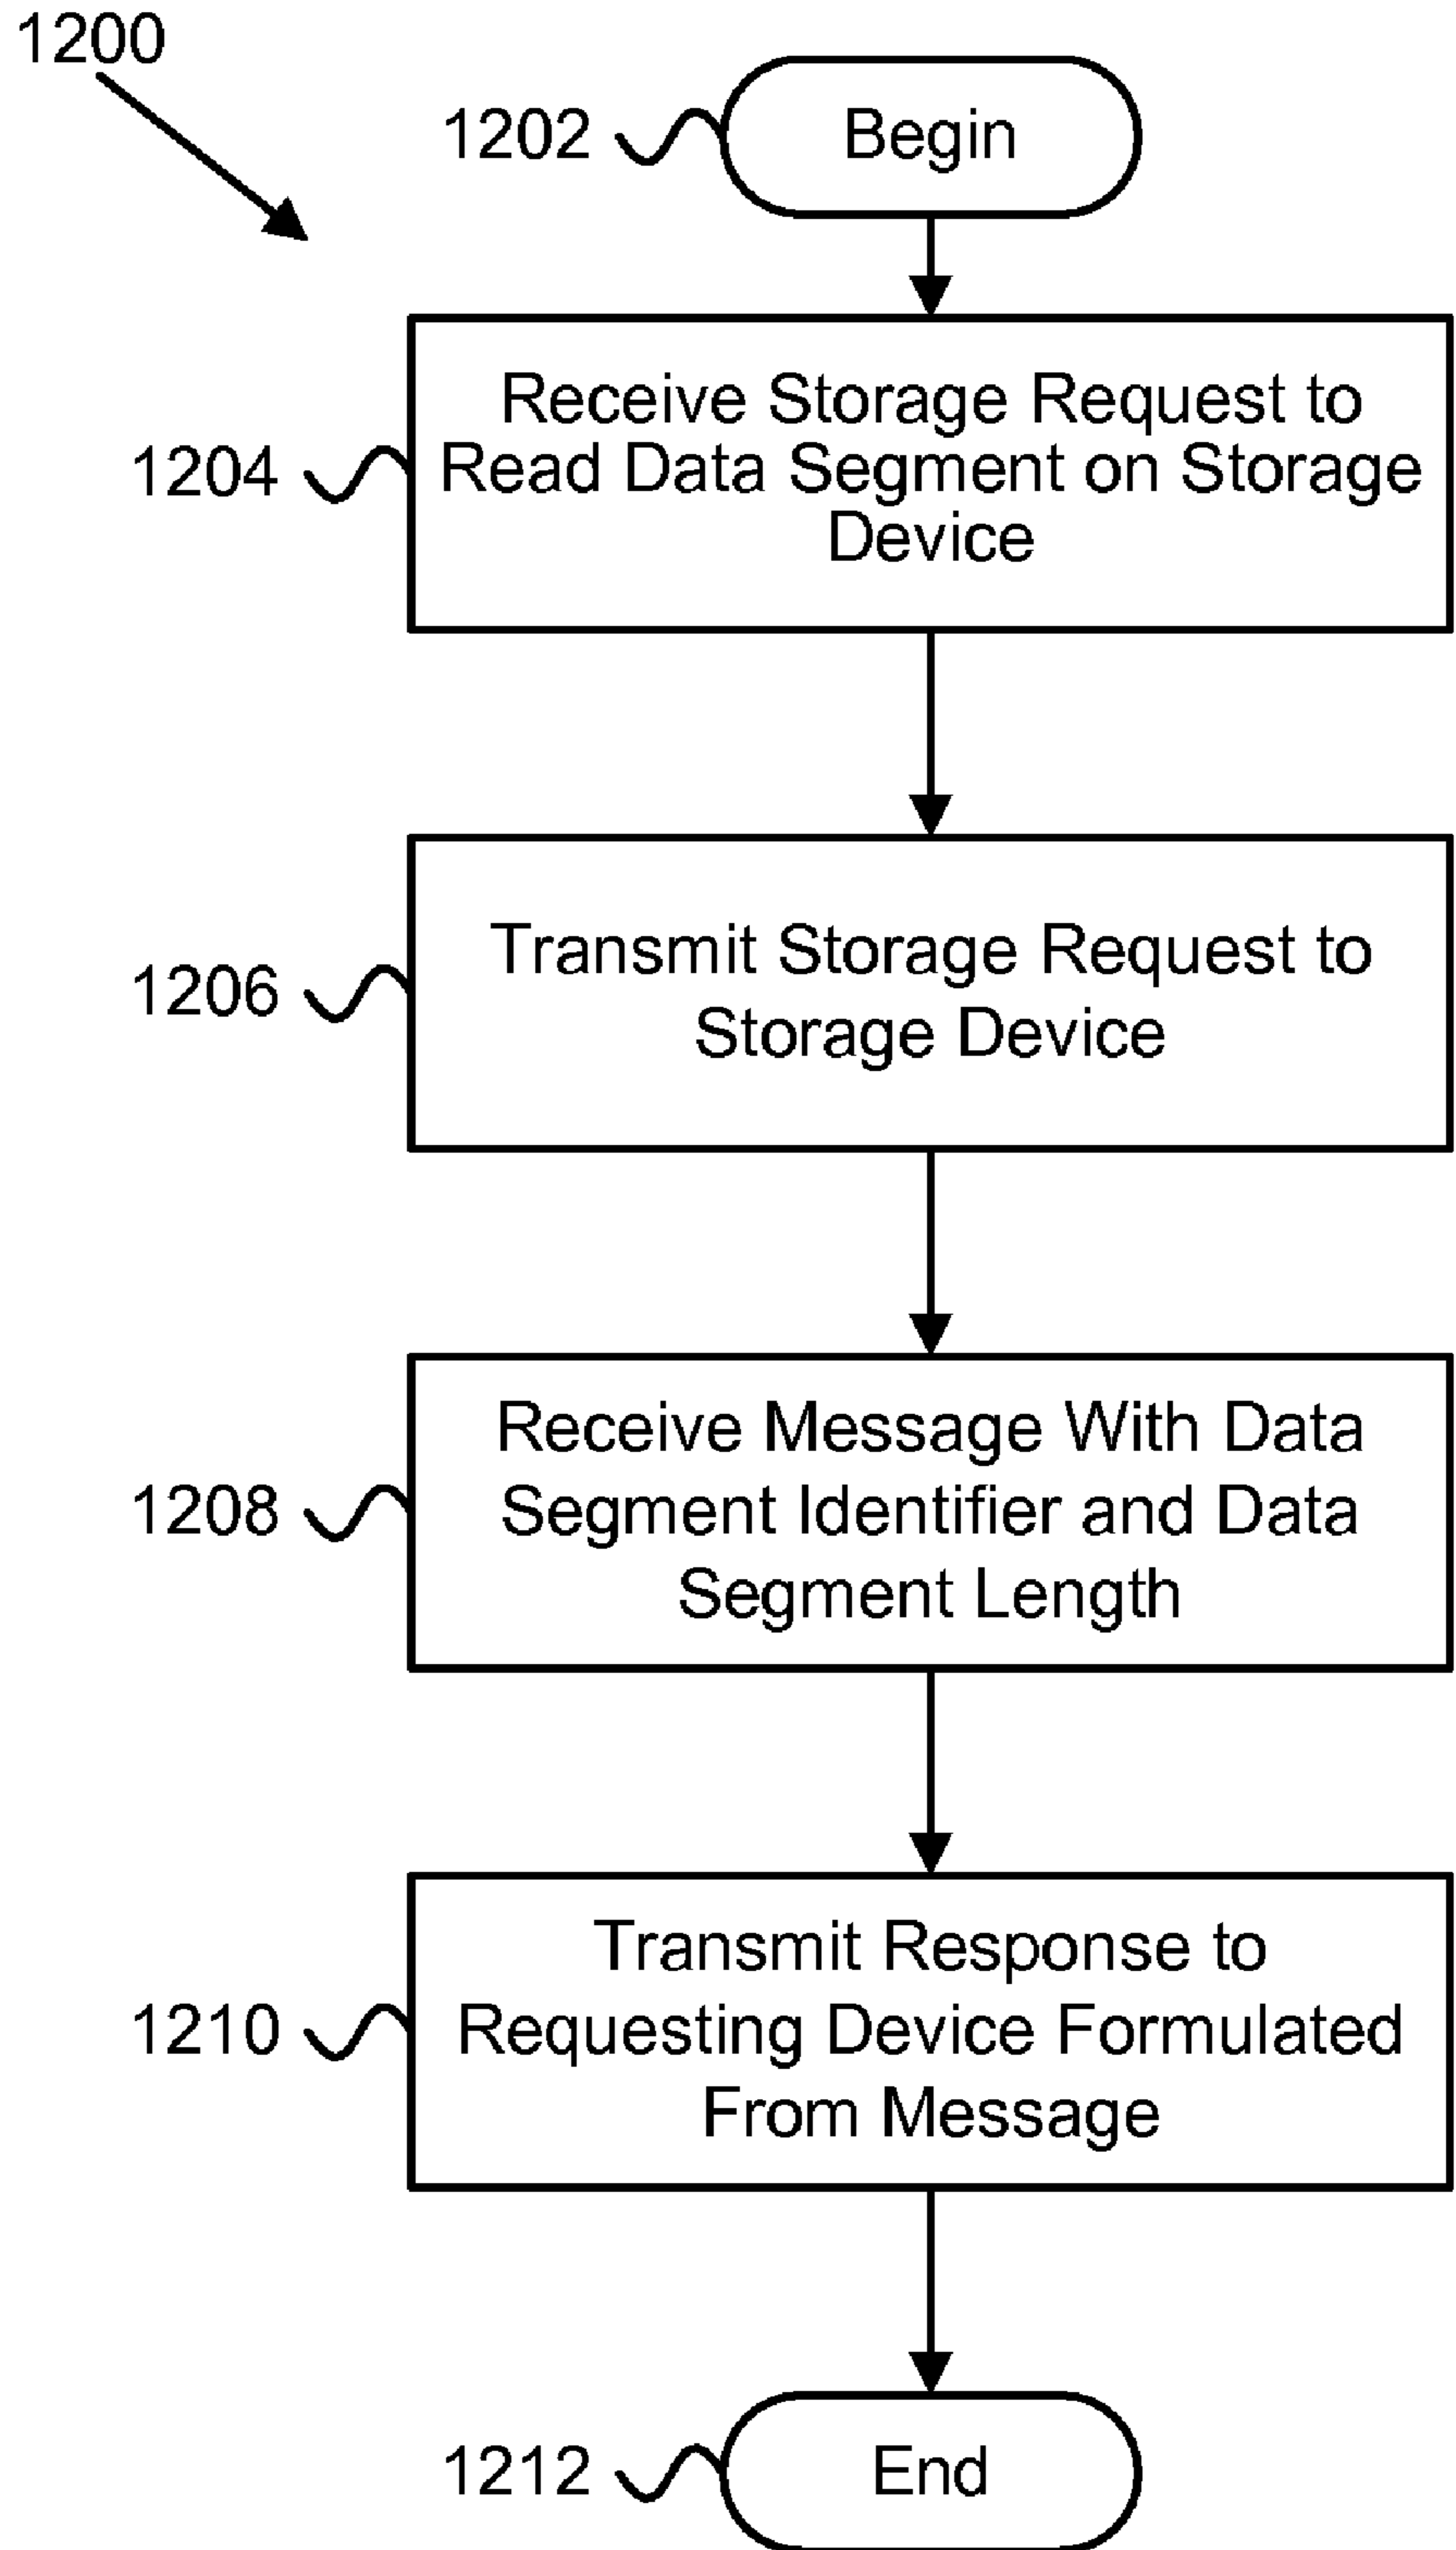 1200
1202
Begin
1204
Receive Storage Request to
Read Data Segment on Storage
Device
1206
Transmit Storage Request to
Storage Device
1208
Receive Message With Data
Segment Identifier and Data
Segment Length
1210
Transmit Response to
Requesting Device Formulated
From Message
1212
End